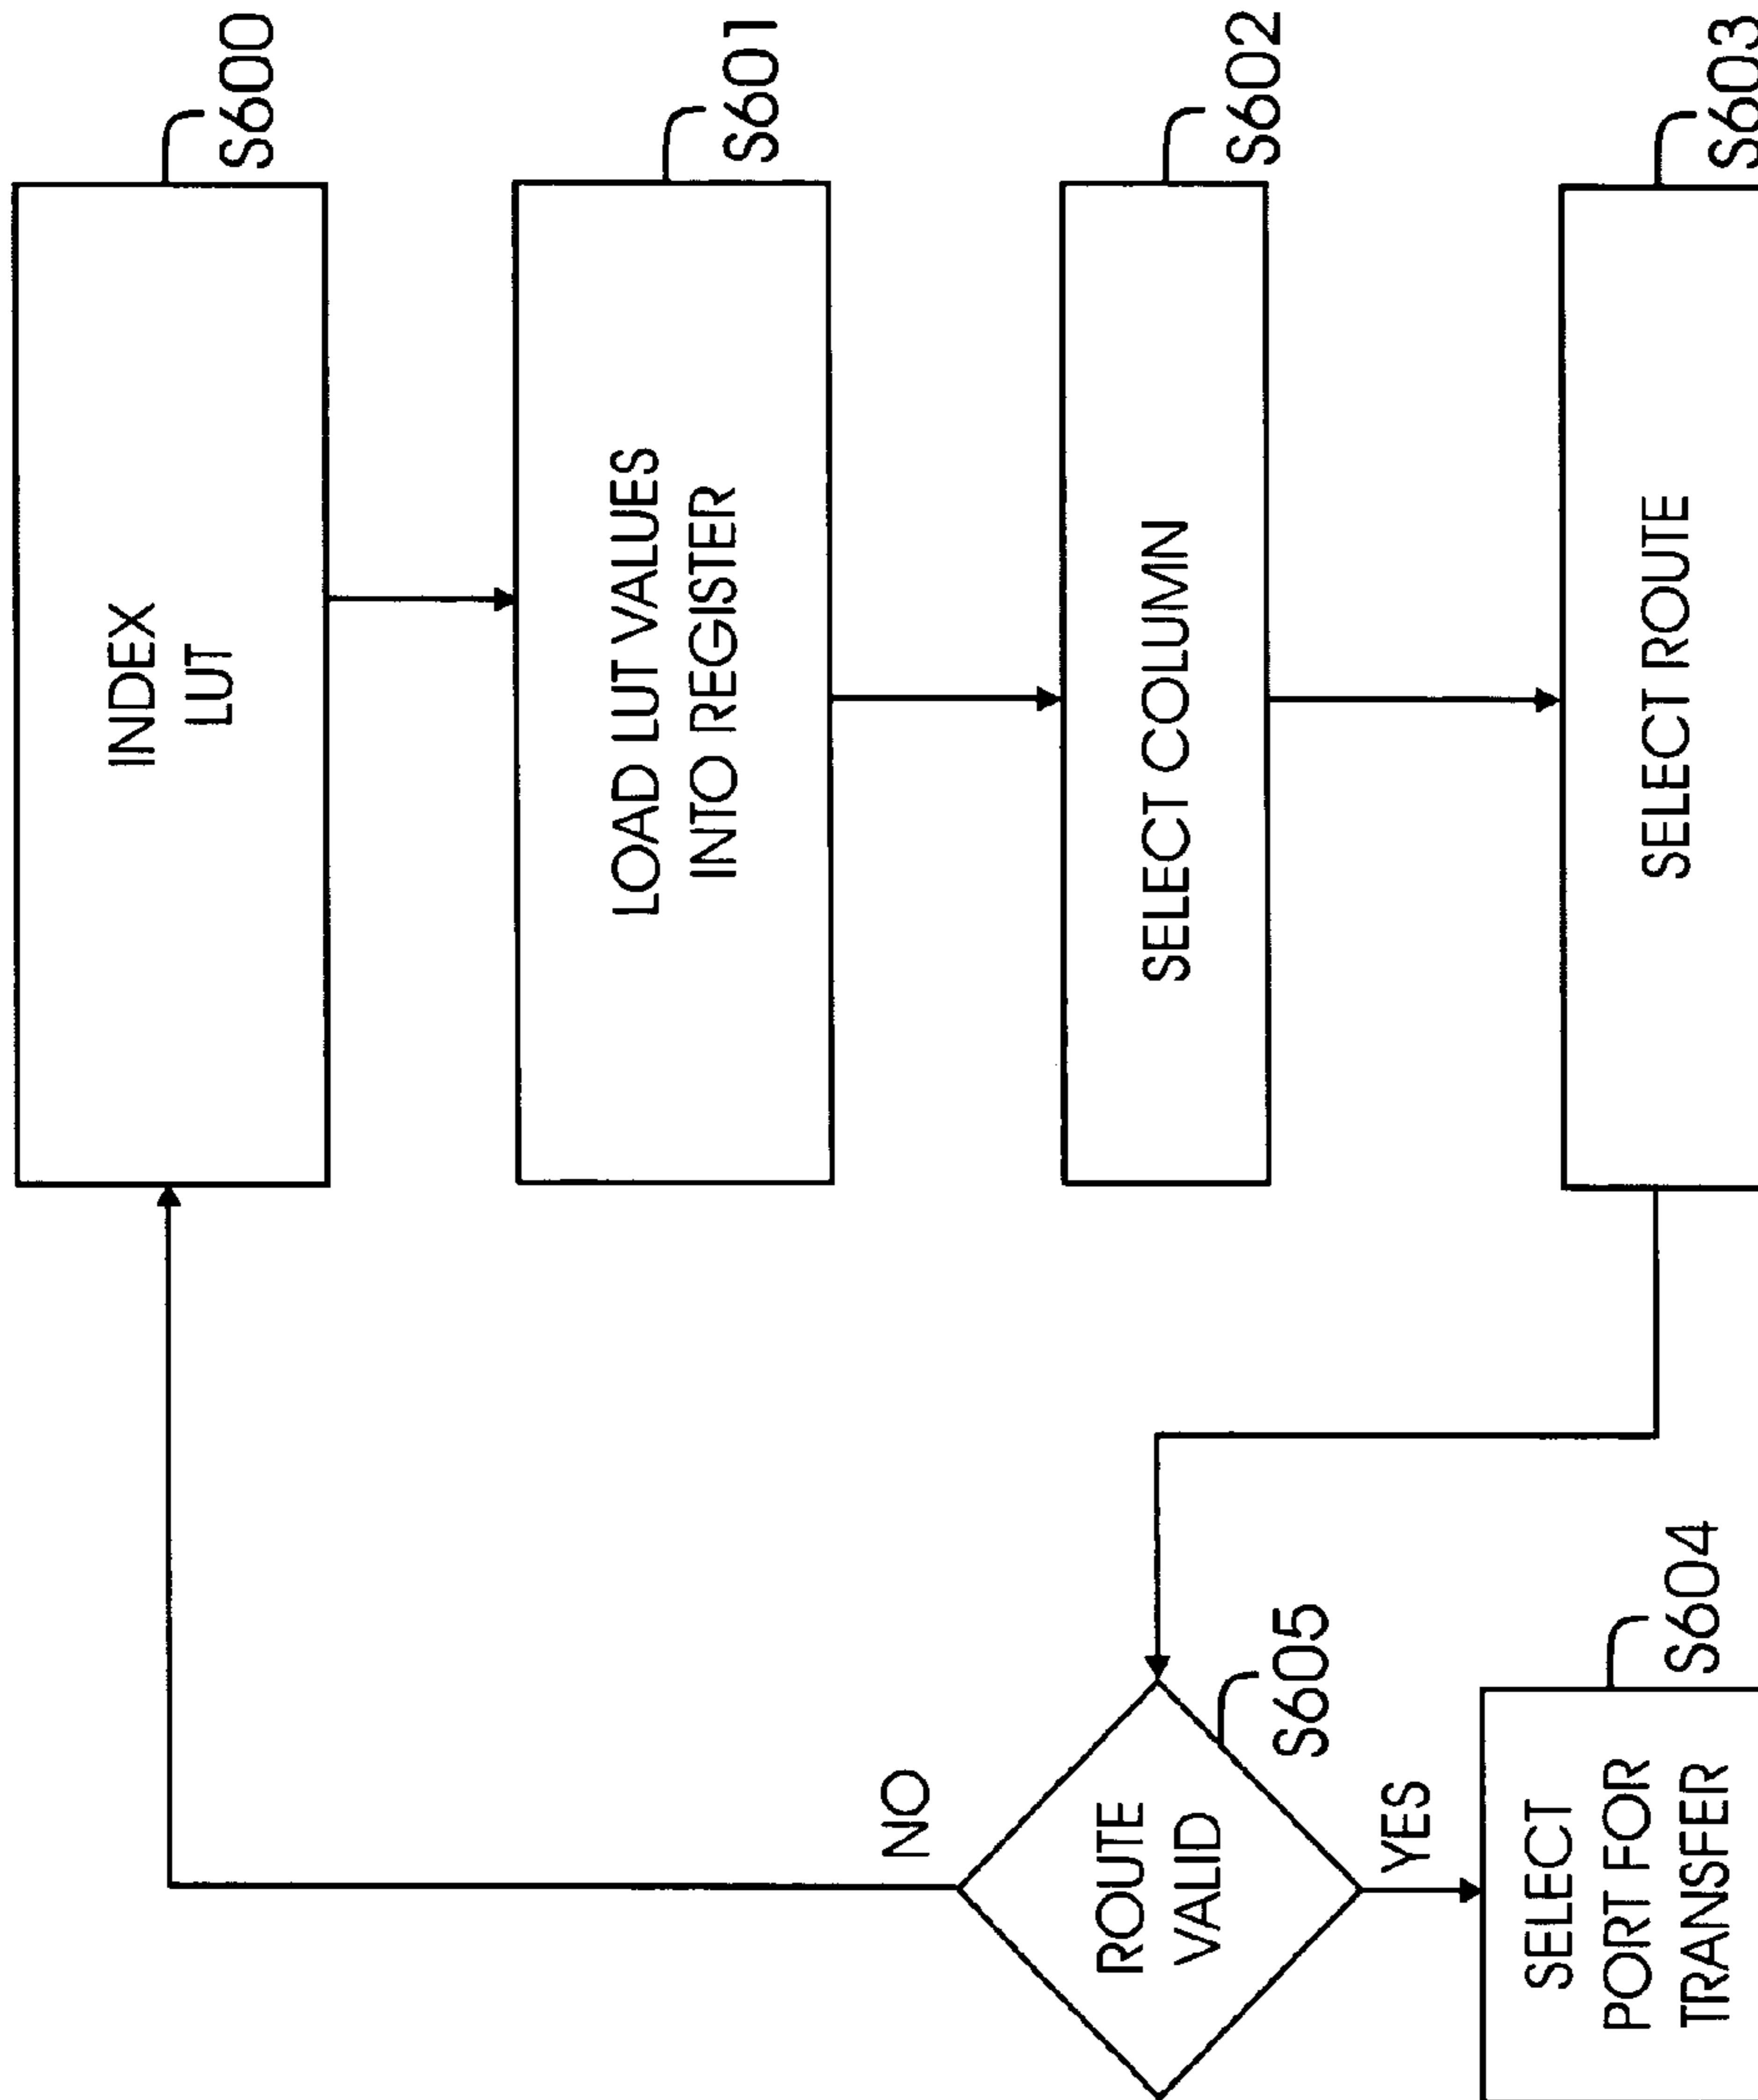 INDEX
LUT
S600
LOAD LUT VALUES
INTO REGISTER
S601
SELECT COLUMN
S602
SELECT ROUTE
S603
ROUTE
VALID
S605
NO
YES
SELECT
PORT FOR
TRANSFER
S604